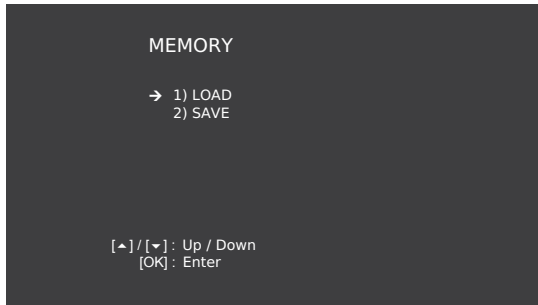 MEMORY
→ 1) LOAD
2) SAVE
[▲] / [▼] : Up / Down
[OK] : Enter